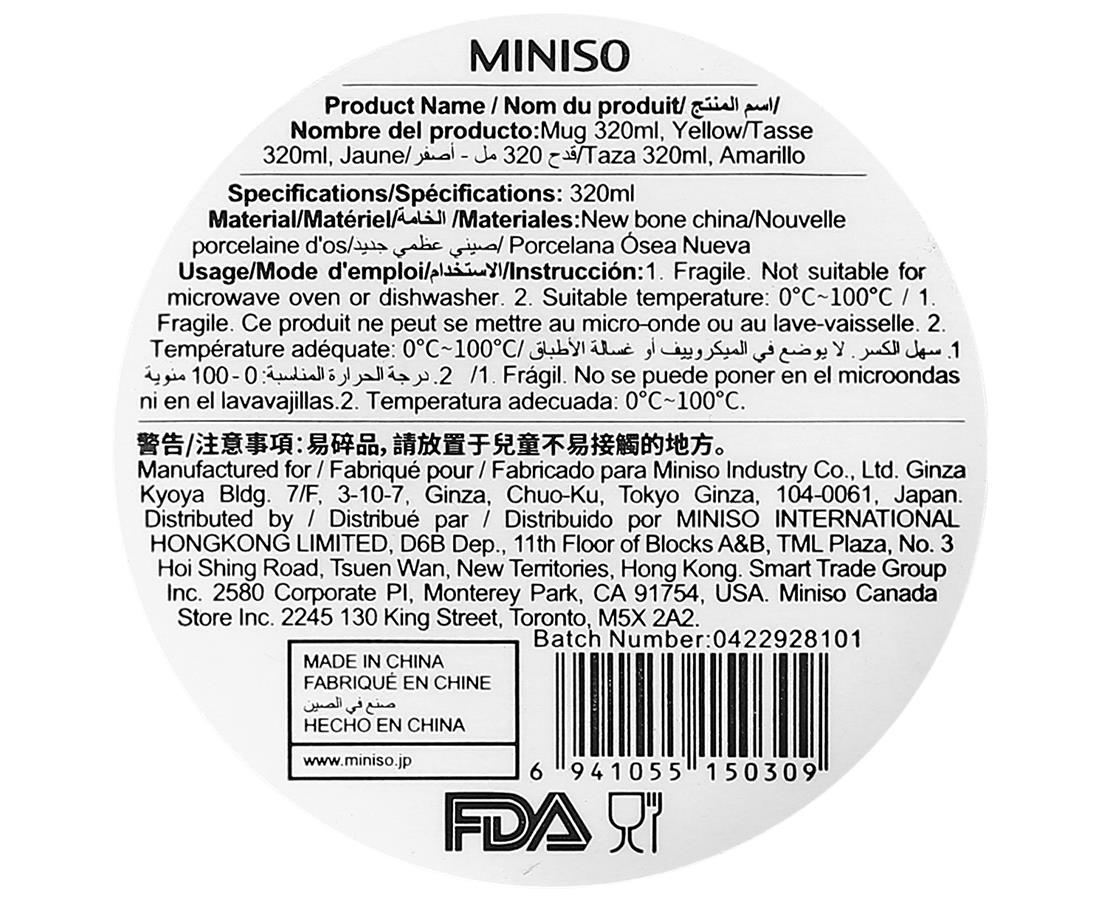 MINISO
Product Name / Nom du produit/ اسم المنتج/
Nombre del producto:Mug 320ml, Yellow/Tasse
320ml, Jaune/قدح 320 مل - أصفر/Taza 320ml, Amarillo
Specifications/Spécifications: 320ml
Material/Matériel/الخامة /Materiales:New bone china/Nouvelle
porcelaine d'os/صيني عظمي جديد/ Porcelana Ósea Nueva
Usage/Mode d'emploi/الاستخدام/Instrucción:1. Fragile. Not suitable for
microwave oven or dishwasher. 2. Suitable temperature: 0°C~100°C / 1.
Fragile. Ce produit ne peut se mettre au micro-onde ou au lave-vaisselle. 2.
Température adéquate: 0°C~100°C/ 1. سهل الكسر. لا يوضع في الميكروييف أو غسالة الأطباق
2. درجة الحرارة المناسبة: 0 - 100 مئوية /1. Frágil. No se puede poner en el microondas
ni en el lavavajillas.2. Temperatura adecuada: 0°C~100°C.
警告/注意事項：易碎品，請放置于兒童不易接觸的地方。
Manufactured for / Fabriqué pour / Fabricado para Miniso Industry Co., Ltd. Ginza
Kyoya Bldg. 7/F, 3-10-7, Ginza, Chuo-Ku, Tokyo Ginza, 104-0061, Japan.
Distributed by / Distribué par / Distribuido por MINISO INTERNATIONAL
HONGKONG LIMITED, D6B Dep., 11th Floor of Blocks A&B, TML Plaza, No. 3
Hoi Shing Road, Tsuen Wan, New Territories, Hong Kong. Smart Trade Group
Inc. 2580 Corporate Pl, Monterey Park, CA 91754, USA. Miniso Canada
Store Inc. 2245 130 King Street, Toronto, M5X 2A2.
Batch Number:0422928101
MADE IN CHINA
FABRIQUÉ EN CHINE
صنع في الصين
HECHO EN CHINA
www.miniso.jp
6 941055 150309
FDA